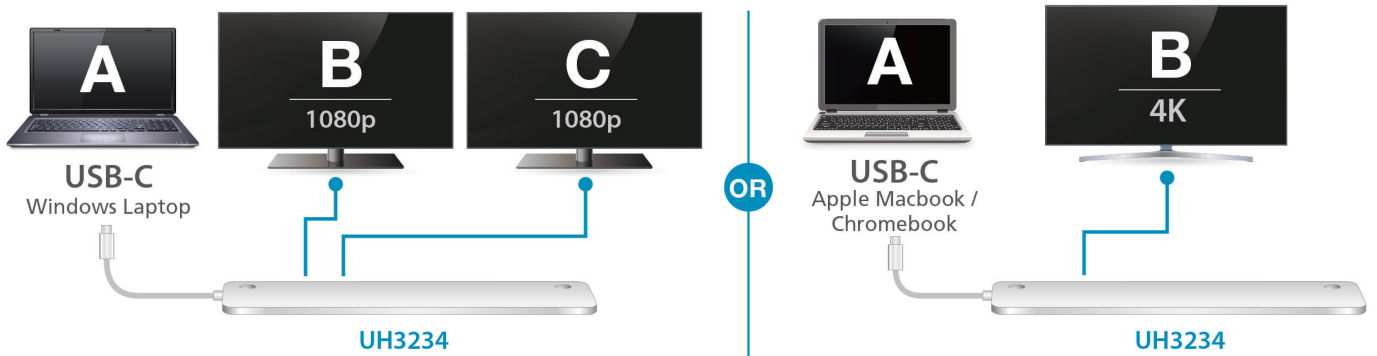 A
B
1080p
C
1080p
USB-C
Windows Laptop
UH3234
OR
A
B
4K
USB-C
Apple Macbook /
Chromebook
UH3234